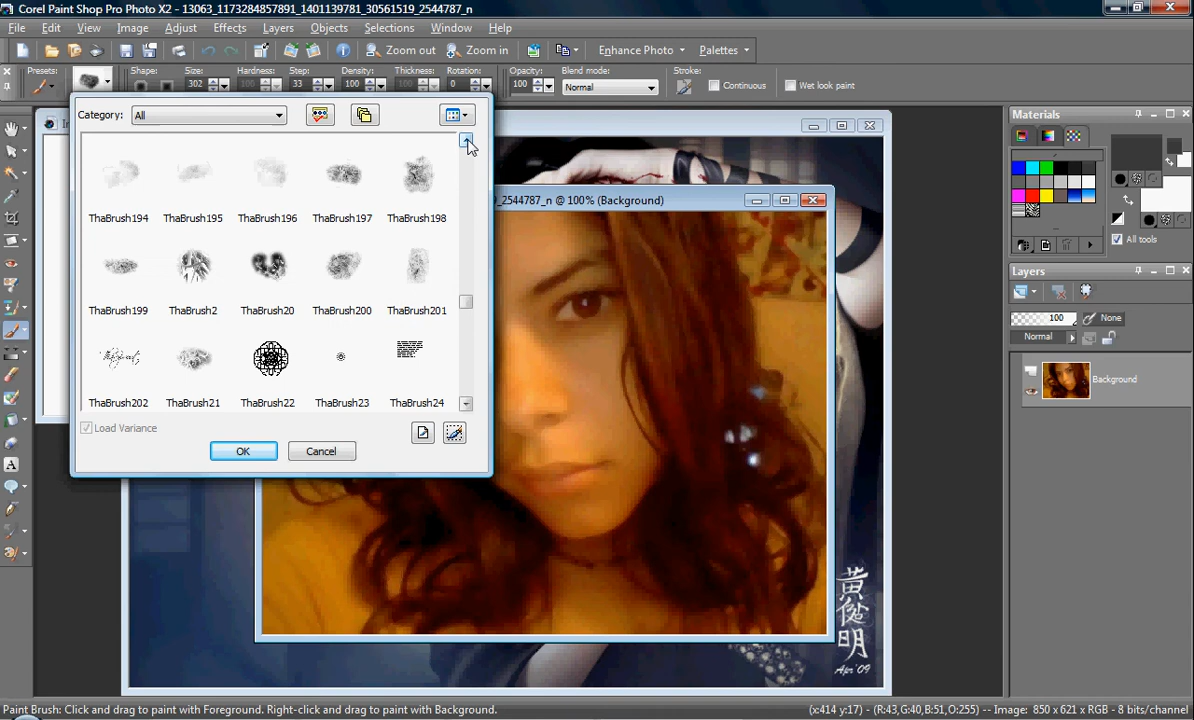 Corel Paint Shop Pro Photo X2 - 13063_1173284857891_1401139781_30561519_2544787_n
File Edit View Image Adjust Effects Layers Objects Selections Window Help
Zoom out Zoom in Enhance Photo Palettes
Presets: Shape: Size: Hardness: Step: Density: Thickness: Rotation: Opacity: Blend mode: Stroke:
302 100 33 100 100 0 100 Normal Continuous Wet look paint
Category: All
ThaBrush194 ThaBrush195 ThaBrush196 ThaBrush197 ThaBrush198
ThaBrush199 ThaBrush2 ThaBrush20 ThaBrush200 ThaBrush201
ThaBrush202 ThaBrush21 ThaBrush22 ThaBrush23 ThaBrush24
Load Variance
OK Cancel
_2544787_n @ 100% (Background)
Materials
All tools
Layers
100 None
Normal
Background
黃俊明
Apr'09
Paint Brush: Click and drag to paint with Foreground. Right-click and drag to paint with Background.
(x:414 y:17) - (R:43,G:40,B:51,O:255) -- Image: 850 x 621 x RGB - 8 bits/channel